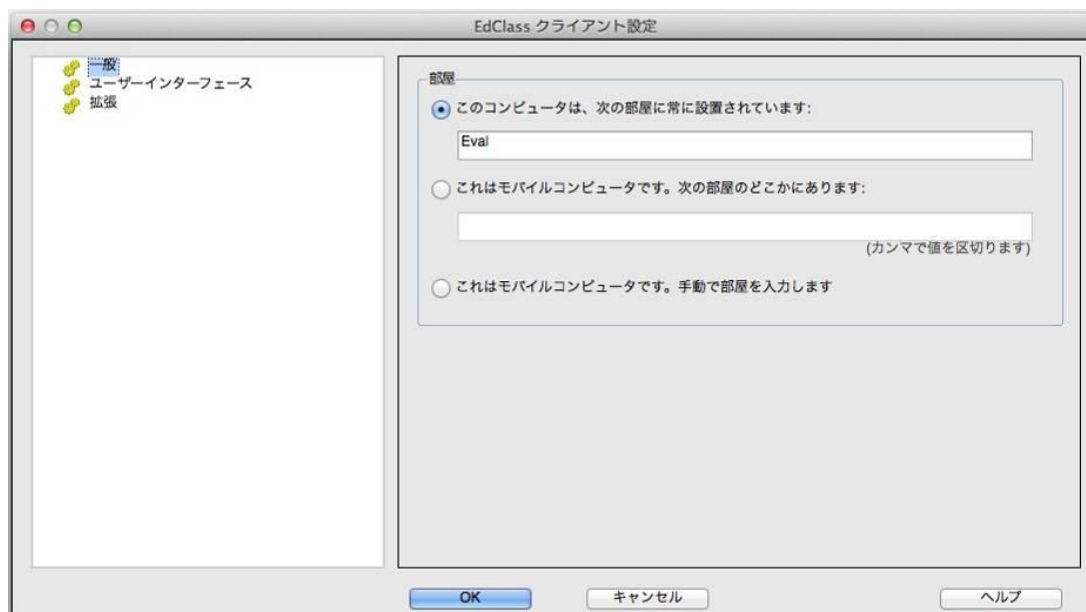 EdClass クライアント設定
一般
ユーザーインターフェース
拡張
部屋
このコンピュータは、次の部屋に常に設置されています:
Eval
これはモバイルコンピュータです。次の部屋のどこかにあります:
(カンマで値を区切ります)
これはモバイルコンピュータです。手動で部屋を入力します
OK
キャンセル
ヘルプ